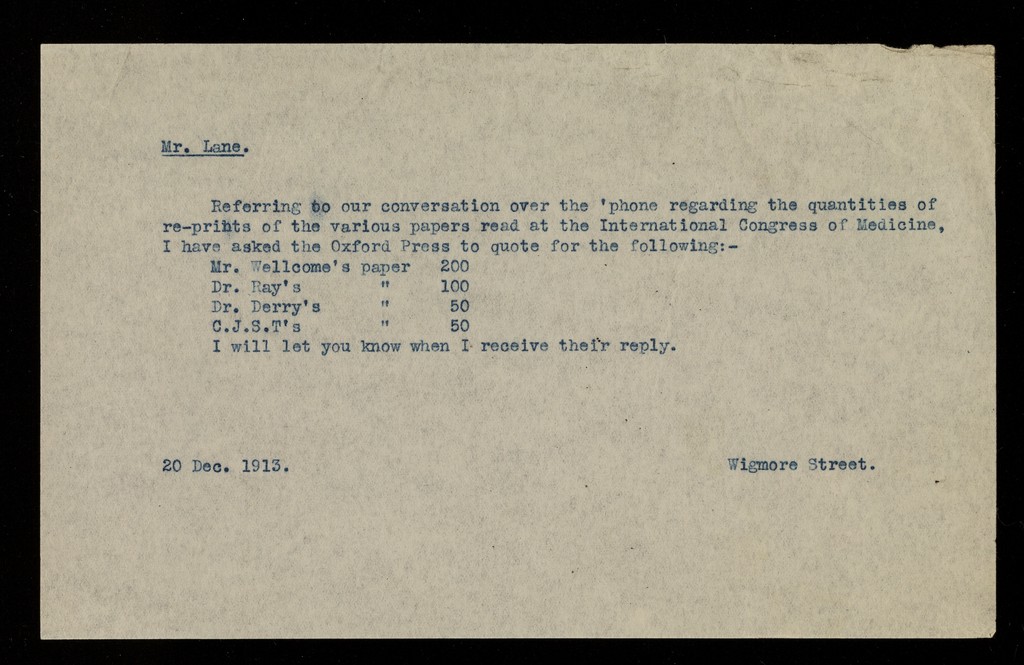 Mr. Lane.
Referring to our conversation over the 'phone regarding the quantities of
re-prints of the various papers read at the International Congress of Medicine,
I have asked the Oxford Press to quote for the following:-
Mr. Wellcome's paper 200
Dr. Ray's " 100
Dr. Derry's " 50
C.J.S.T's " 50
I will let you know when I receive their reply.
20 Dec. 1913. Wigmore Street.